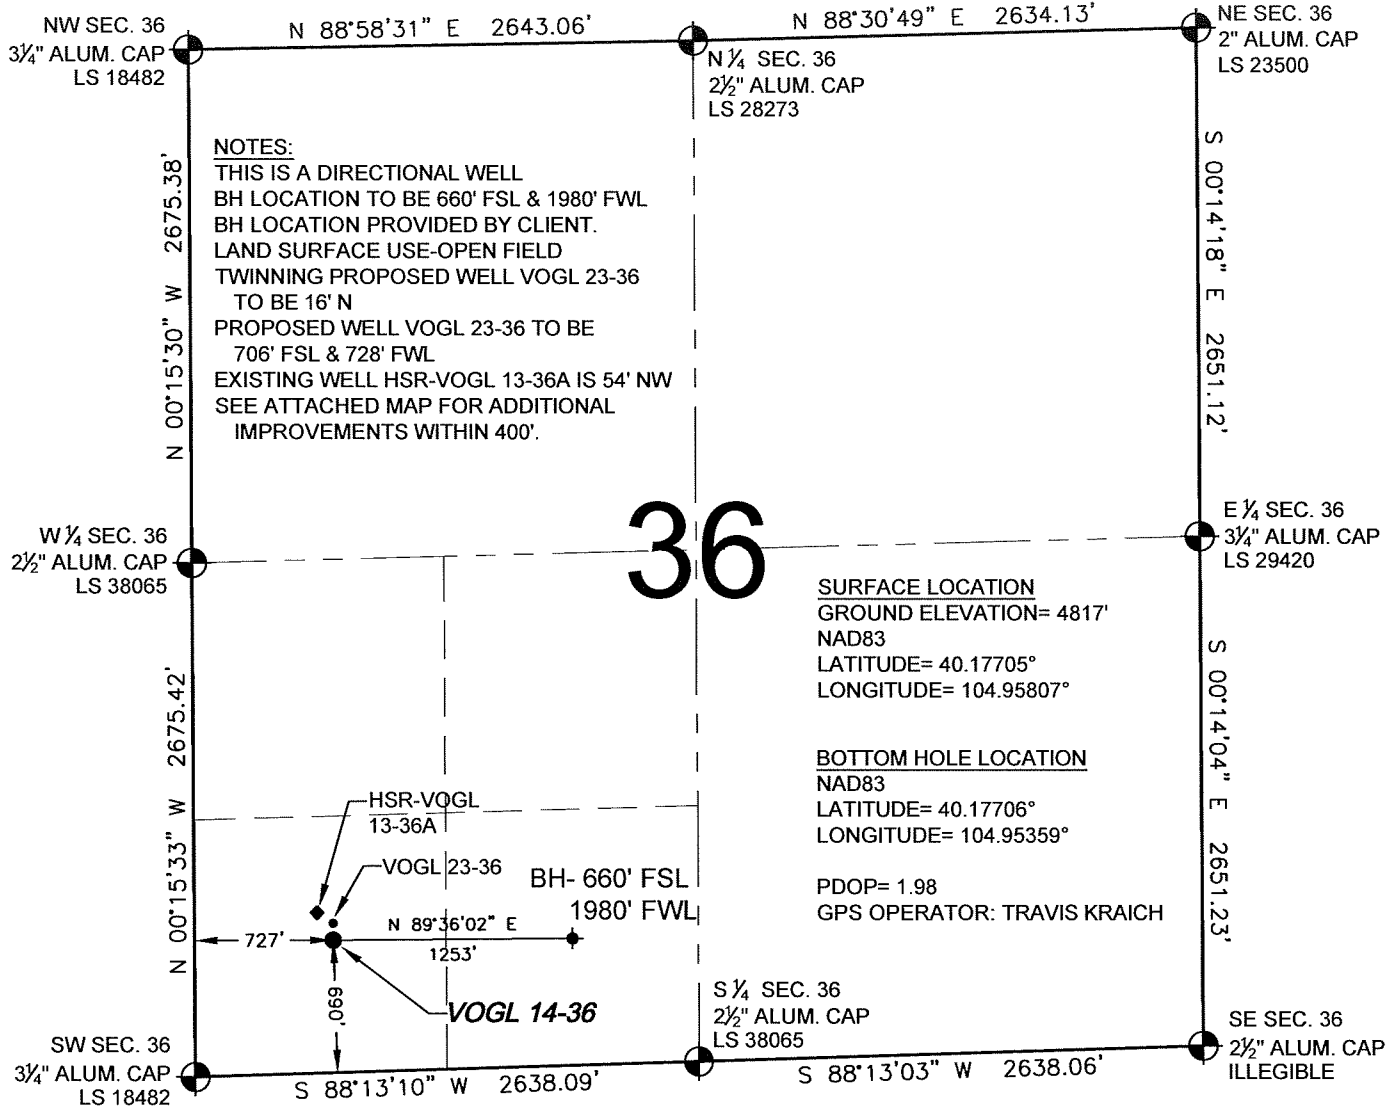 NW SEC. 36
3¼" ALUM. CAP
LS 18482
N 88°58'31" E 2643.06'
N 88°30'49" E 2634.13'
NE SEC. 36
2" ALUM. CAP
LS 23500
N ¼ SEC. 36
2½" ALUM. CAP
LS 28273
N 00°15'30" W 2675.38'
NOTES:
THIS IS A DIRECTIONAL WELL
BH LOCATION TO BE 660' FSL & 1980' FWL
BH LOCATION PROVIDED BY CLIENT.
LAND SURFACE USE-OPEN FIELD
TWINNING PROPOSED WELL VOGL 23-36
TO BE 16' N
PROPOSED WELL VOGL 23-36 TO BE
706' FSL & 728' FWL
EXISTING WELL HSR-VOGL 13-36A IS 54' NW
SEE ATTACHED MAP FOR ADDITIONAL
IMPROVEMENTS WITHIN 400'.
S 00°14'18" E 2651.12'
36
W ¼ SEC. 36
2½" ALUM. CAP
LS 38065
E ¼ SEC. 36
3¼" ALUM. CAP
LS 29420
SURFACE LOCATION
GROUND ELEVATION= 4817'
NAD83
LATITUDE= 40.17705°
LONGITUDE= 104.95807°
BOTTOM HOLE LOCATION
NAD83
LATITUDE= 40.17706°
LONGITUDE= 104.95359°
PDOP= 1.98
GPS OPERATOR: TRAVIS KRAICH
N 00°15'33" W 2675.42'
S 00°14'04" E 2651.23'
HSR-VOGL
13-36A
VOGL 23-36
BH- 660' FSL
1980' FWL
N 89°36'02" E
1253'
727'
690'
VOGL 14-36
S ¼ SEC. 36
2½" ALUM. CAP
LS 38065
SW SEC. 36
3¼" ALUM. CAP
LS 18482
S 88°13'10" W 2638.09'
S 88°13'03" W 2638.06'
SE SEC. 36
2½" ALUM. CAP
ILLEGIBLE